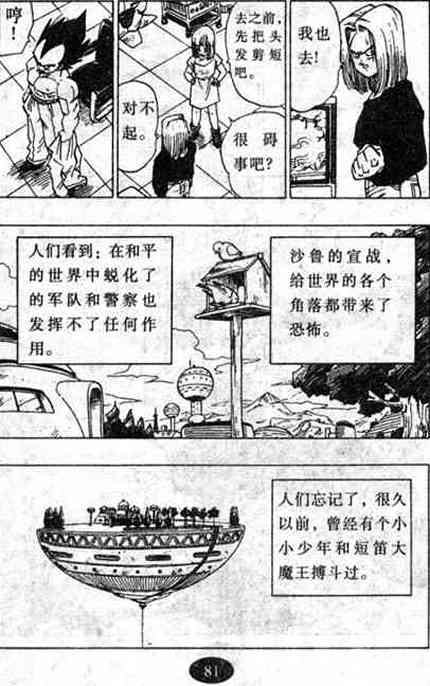 我也
去！
去之前，
先把头
发剪短
吧。
很碍
事吧？
对不
起。
哼！
沙鲁的宣战，
给世界的各个
角落都带来了
恐怖。
人们看到；在和平
的世界中蜕化了
的军队和警察也
发挥不了任何作
用。
人们忘记了，很久
以前，曾经有个小
小少年和短笛大
魔王搏斗过。
81